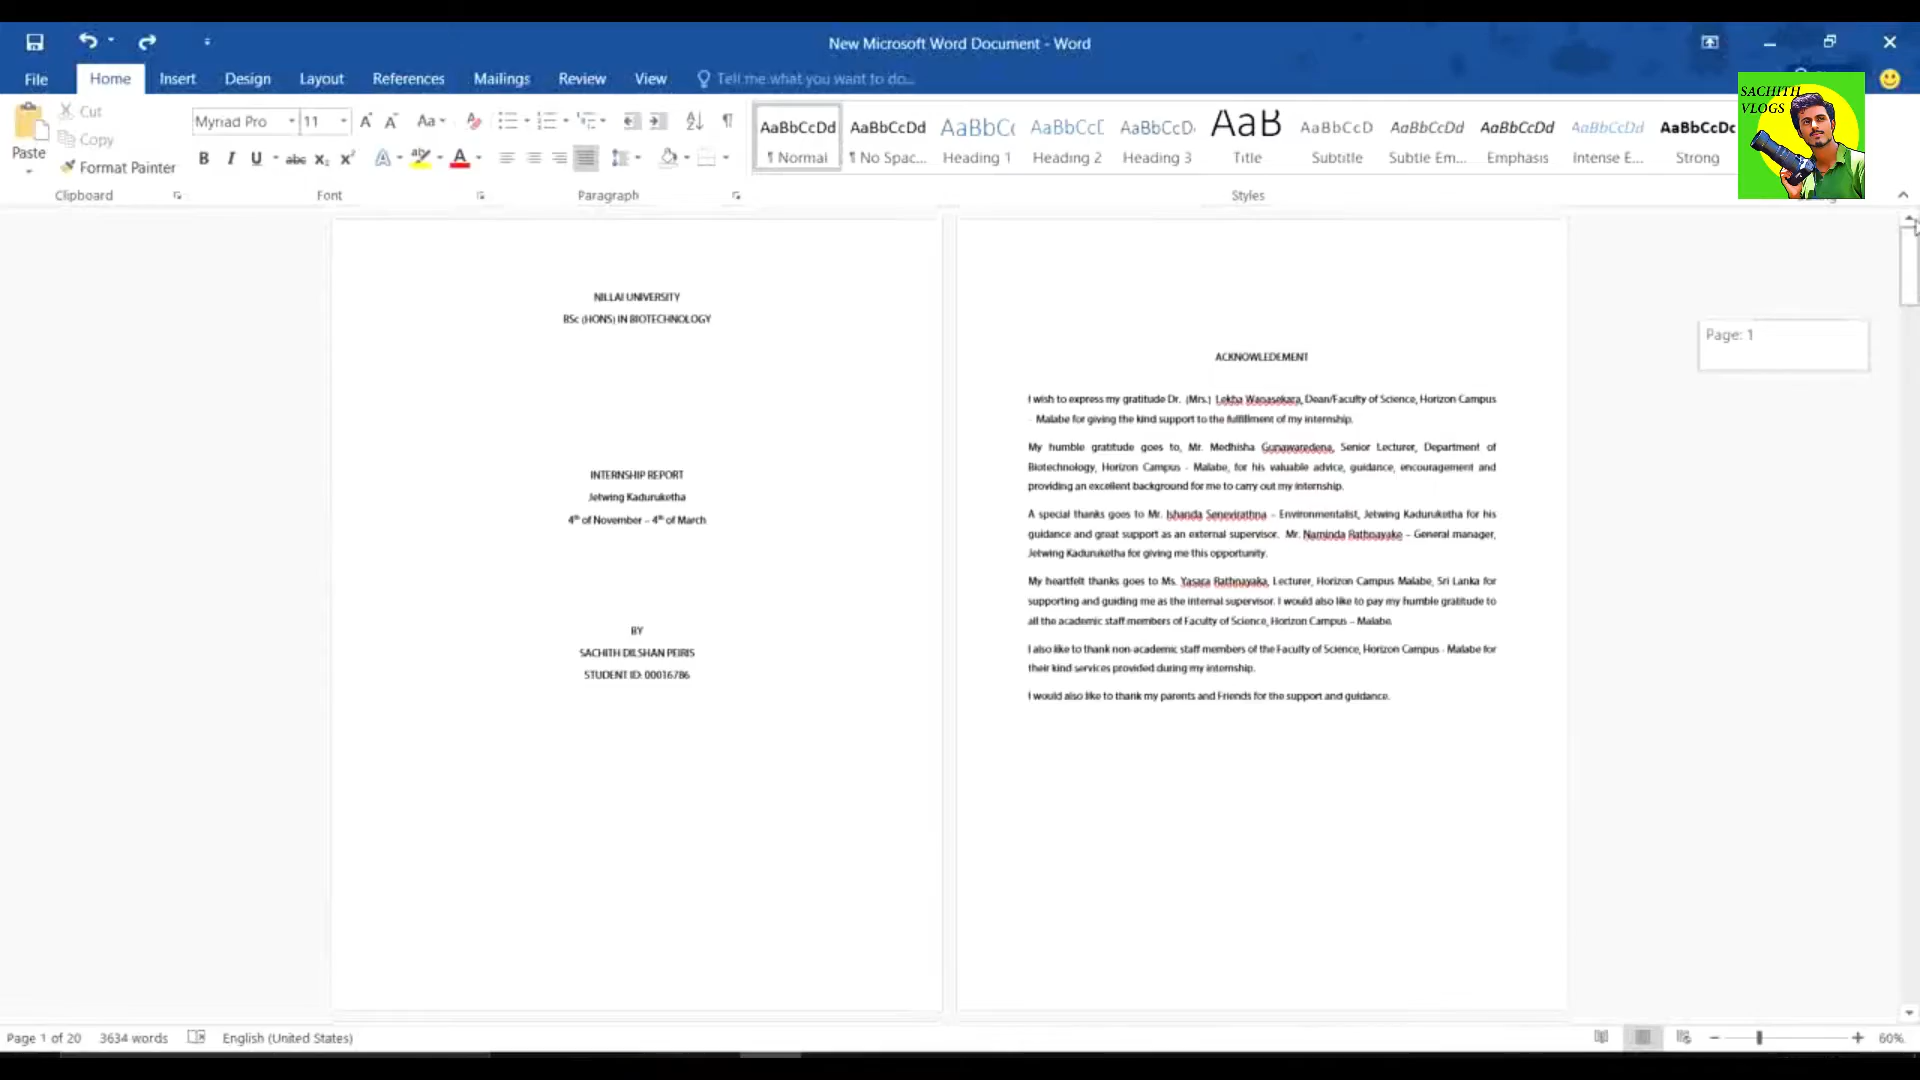 New Microsoft Word Document - Word
File Home Insert Design Layout References Mailings Review View Tell me what you want to do...
SACHITH
VLOGS
Paste
Cut
Copy
Format Painter
Clipboard
Myriad Pro 11
Font
Paragraph
AaBbCcDd AaBbCcDd AaBbC( AaBbCcD AaBbCcD AaB AaBbCcD AaBbCcDd AaBbCcDd AaBbCcDd AaBbCcDc
¶ Normal ¶ No Spac... Heading 1 Heading 2 Heading 3 Title Subtitle Subtle Em... Emphasis Intense E... Strong
Styles
NILLAI UNIVERSITY
BSc (HONS) IN BIOTECHNOLOGY
INTERNSHIP REPORT
Jetwing Kaduruketha
4th of November – 4th of March
BY
SACHITH DILSHAN PEIRIS
STUDENT ID: 00016786
ACKNOWLEDEMENT
I wish to express my gratitude Dr. (Mrs.) Lekha Wanasekara, Dean/Faculty of Science, Horizon Campus
- Malabe for giving the kind support to the fulfillment of my internship.
My humble gratitude goes to, Mr. Medhisha Gunawaredena, Senior Lecturer, Department of
Biotechnology, Horizon Campus - Malabe, for his valuable advice, guidance, encouragement and
providing an excellent background for me to carry out my internship.
A special thanks goes to Mr. Ishanda Senevirathna – Environmentalist, Jetwing Kaduruketha for his
guidance and great support as an external supervisor. Mr. Naminda Rathnayake – General manager,
Jetwing Kaduruketha for giving me this opportunity.
My heartfelt thanks goes to Ms. Yasara Rathnayaka, Lecturer, Horizon Campus Malabe, Sri Lanka for
supporting and guiding me as the internal supervisor. I would also like to pay my humble gratitude to
all the academic staff members of Faculty of Science, Horizon Campus – Malabe.
I also like to thank non-academic staff members of the Faculty of Science, Horizon Campus - Malabe for
their kind services provided during my internship.
I would also like to thank my parents and Friends for the support and guidance.
Page: 1
Page 1 of 20 3634 words English (United States) 60%